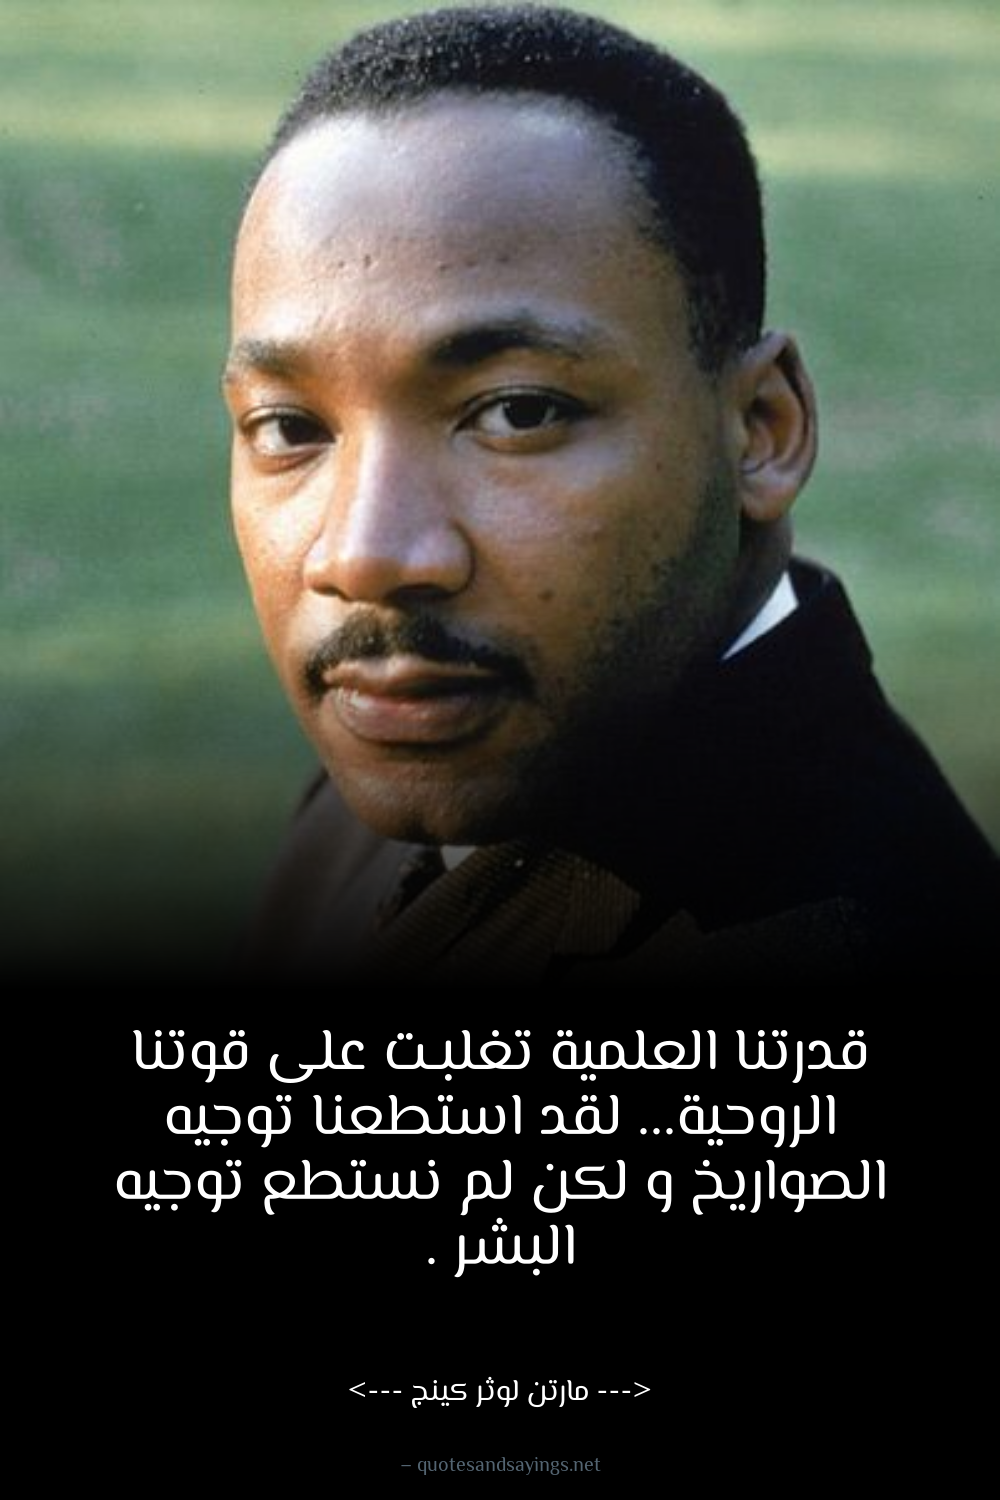 قدرتنا العلمية تغلبت على قوتنا
الروحية... لقد استطعنا توجيه
الصواريخ و لكن لم نستطع توجيه
البشر .
<--- مارتن لوثر كينج --->
– quotesandsayings.net